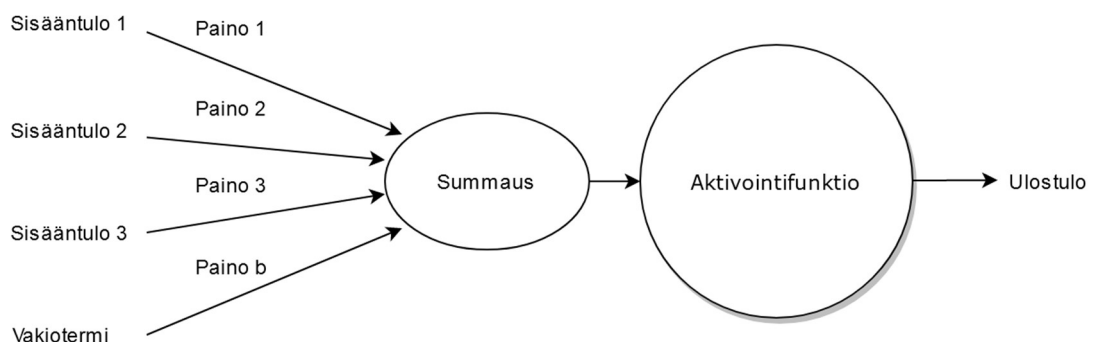 Sisääntulo 1
Paino 1
Paino 2
Sisääntulo 2
Paino 3
Sisääntulo 3
Paino b
Vakiotermi
Summaus
Aktivointifunktio
Ulostulo